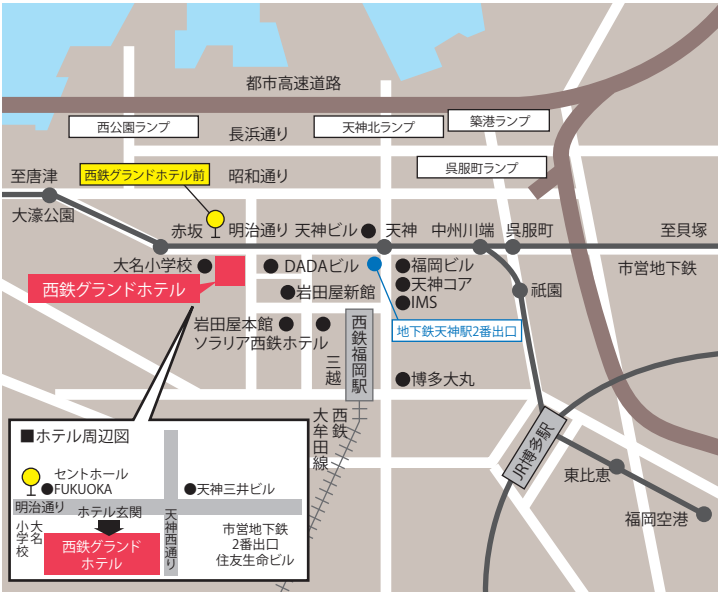 都市高速道路
西公園ランプ
長浜通り
天神北ランプ
築港ランプ
呉服町ランプ
至唐津
西鉄グランドホテル前
昭和通り
大濠公園
赤坂
明治通り
天神ビル
天神
中州川端
呉服町
至貝塚
市営地下鉄
大名小学校
DADAビル
福岡ビル
天神コア
IMS
祇園
西鉄グランドホテル
岩田屋新館
地下鉄天神駅2番出口
岩田屋本館
ソラリア西鉄ホテル
西鉄福岡駅
三越
博多大丸
西鉄
大牟田線
JR博多駅
東比恵
福岡空港
■ホテル周辺図
セントホール
FUKUOKA
天神三井ビル
明治通り
ホテル玄関
大名
小学校
西鉄グランド
ホテル
天神西通り
市営地下鉄
2番出口
住友生命ビル